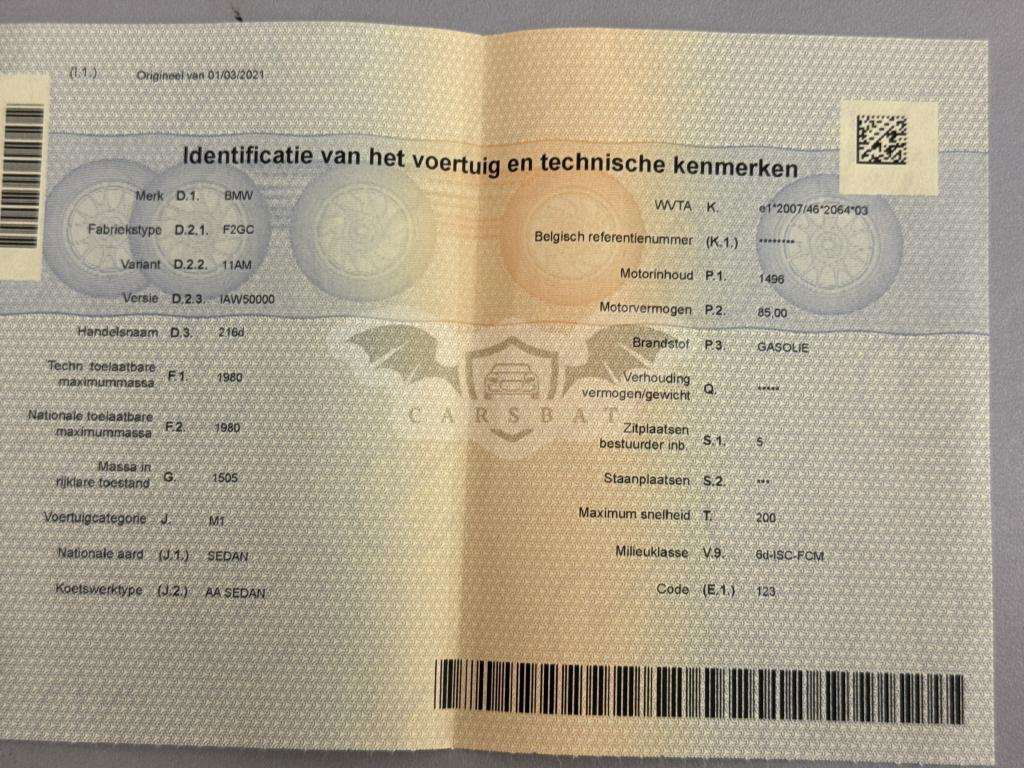 (I.1.) Origineel van 01/03/2021
Identificatie van het voertuig en technische kenmerken
Merk D.1. BMW
Fabriekstype D.2.1. F2GC
Variant D.2.2. 11AM
Versie D.2.3. IAW50000
Handelsnaam D.3. 216d
Techn toelaatbare
maximummassa F.1. 1980
Nationale toelaatbare
maximummassa F.2. 1980
Massa in
rijklare toestand G. 1505
Voertuigcategorie J. M1
Nationale aard (J.1.) SEDAN
Koetswerktype (J.2.) AA SEDAN
WVTA K. e1*2007/46*2064*03
Belgisch referentienummer (K.1.) ********
Motorinhoud P.1. 1496
Motorvermogen P.2. 85,00
Brandstof P.3. GASOLIE
Verhouding
vermogen/gewicht Q. *****
Zitplaatsen
bestuurder inb. S.1. 5
Staanplaatsen S.2. ***
Maximum snelheid T. 200
Milieuklasse V.9. 6d-ISC-FCM
Code (E.1.) 123
CARSBAT